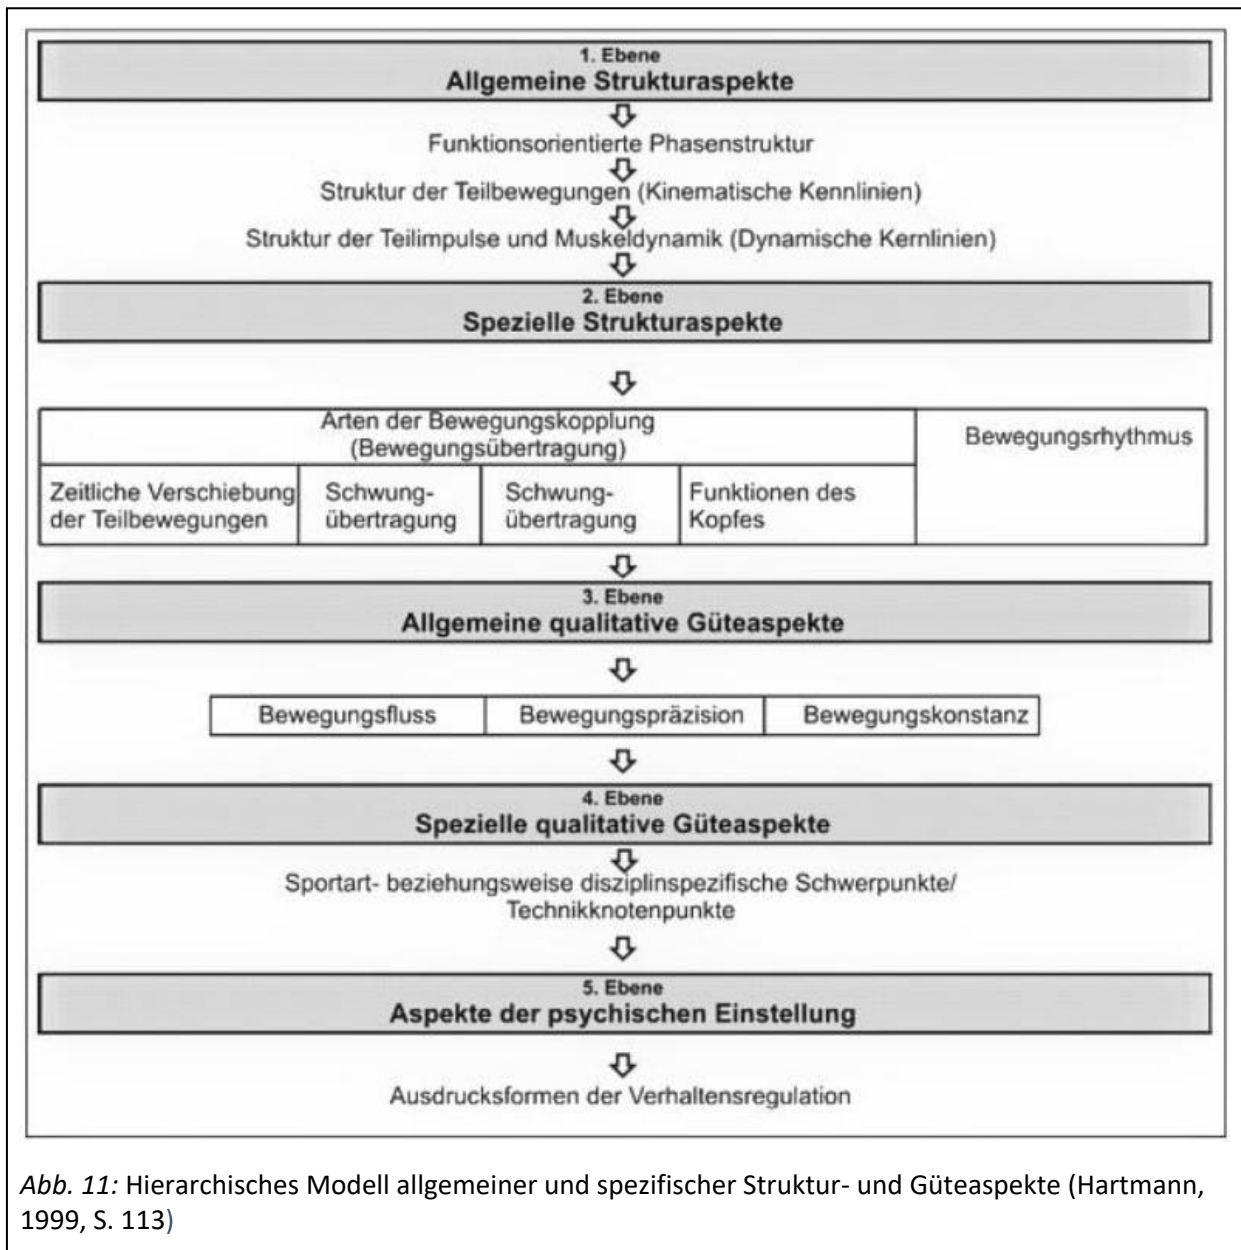 1. Ebene
Allgemeine Strukturaspekte
Funktionsorientierte Phasenstruktur
Struktur der Teilbewegungen (Kinematische Kennlinien)
Struktur der Teilimpulse und Muskeldynamik (Dynamische Kernlinien)
2. Ebene
Spezielle Strukturaspekte
Arten der Bewegungskopplung
(Bewegungsübertragung)
Bewegungsrhythmus
Zeitliche Verschiebung
der Teilbewegungen
Schwung-
übertragung
Schwung-
übertragung
Funktionen des
Kopfes
3. Ebene
Allgemeine qualitative Güteaspekte
Bewegungsfluss
Bewegungspräzision
Bewegungskonstanz
4. Ebene
Spezielle qualitative Güteaspekte
Sportart- beziehungsweise disziplinspezifische Schwerpunkte/
Technikknotenpunkte
5. Ebene
Aspekte der psychischen Einstellung
Ausdrucksformen der Verhaltensregulation
Abb. 11: Hierarchisches Modell allgemeiner und spezifischer Struktur- und Güteaspekte (Hartmann,
1999, S. 113)